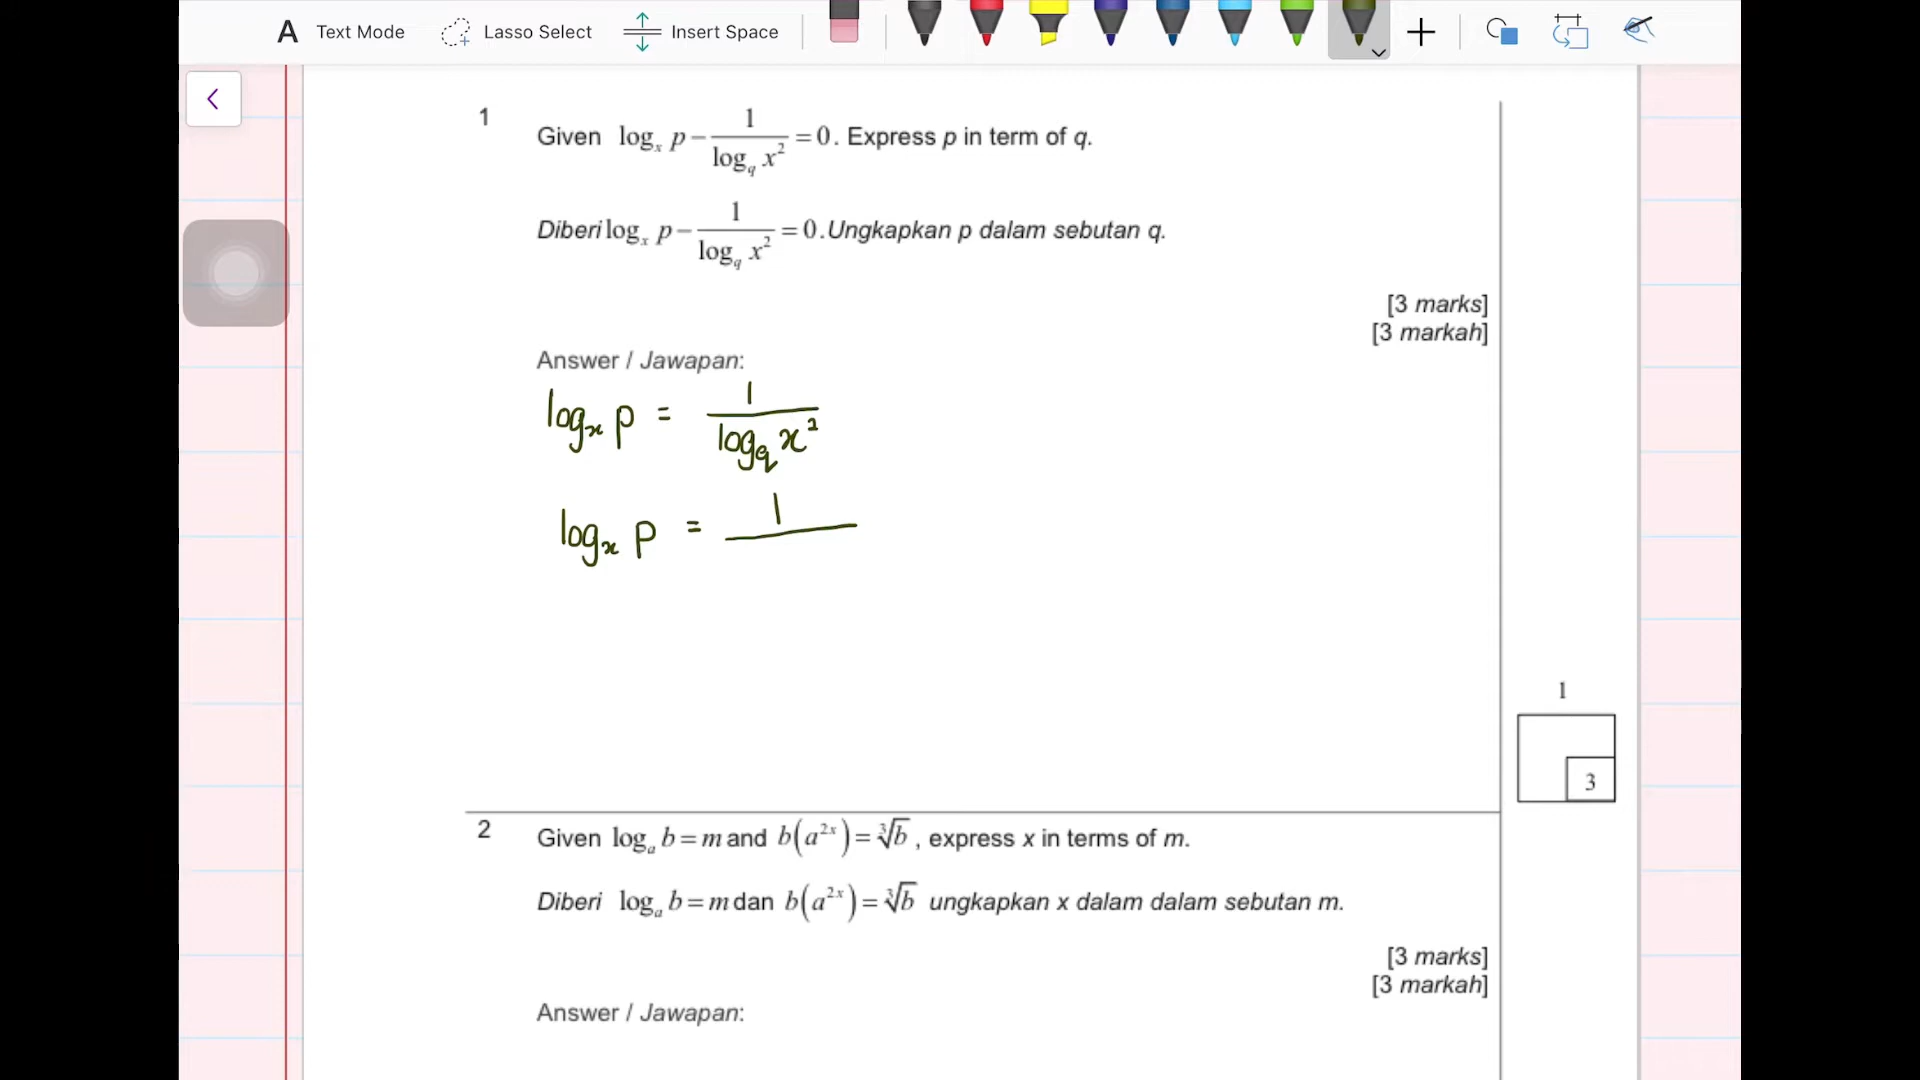 A Text Mode Lasso Select Insert Space
1 Given log_x p − 1/(log_q x²) = 0. Express p in term of q.
Diberi log_x p − 1/(log_q x²) = 0. Ungkapkan p dalam sebutan q.
[3 marks]
[3 markah]
Answer / Jawapan:
log_x p = 1/(log_q x²)
log_x p = 1/
1
3
2 Given log_a b = m and b(a^{2x}) = ∛b, express x in terms of m.
Diberi log_a b = m dan b(a^{2x}) = ∛b ungkapkan x dalam dalam sebutan m.
[3 marks]
[3 markah]
Answer / Jawapan: